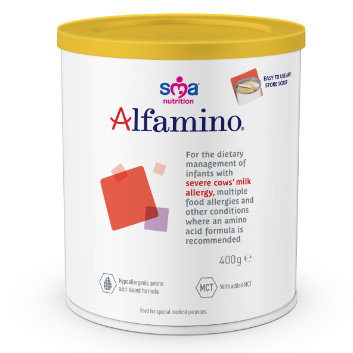 EASY TO USE AND
STORE SCOOP
sma
nutrition
Alfamino®
For the dietary
management of
infants with
severe cows' milk
allergy, multiple
food allergies and
other conditions
where an amino
acid formula is
recommended
400g ℮
Hypoallergenic amino
acid-based formula
MCT
With added MCT
Food for special medical purposes.